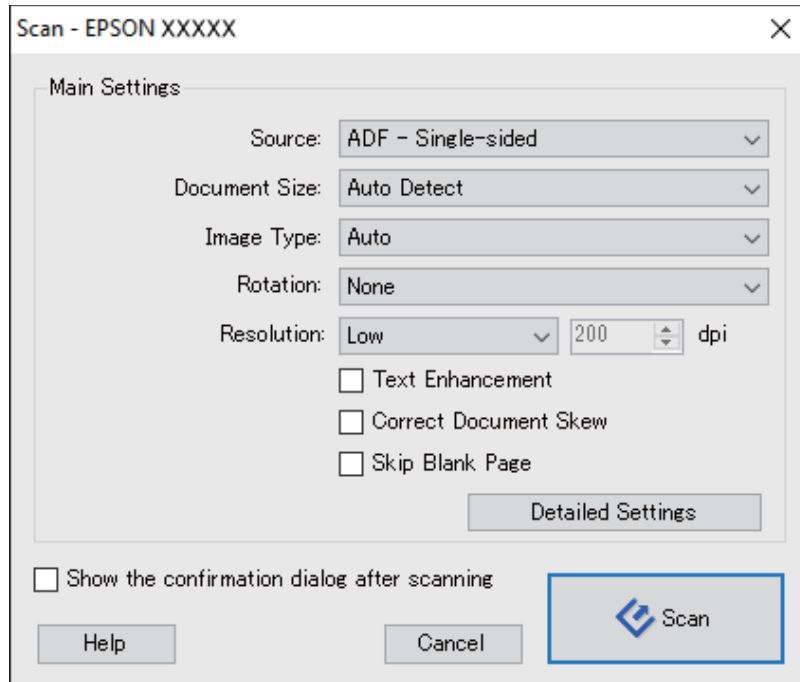 Scan - EPSON XXXXX
Main Settings
Source: ADF - Single-sided
Document Size: Auto Detect
Image Type: Auto
Rotation: None
Resolution: Low 200 dpi
Text Enhancement
Correct Document Skew
Skip Blank Page
Detailed Settings
Show the confirmation dialog after scanning
Scan
Help Cancel